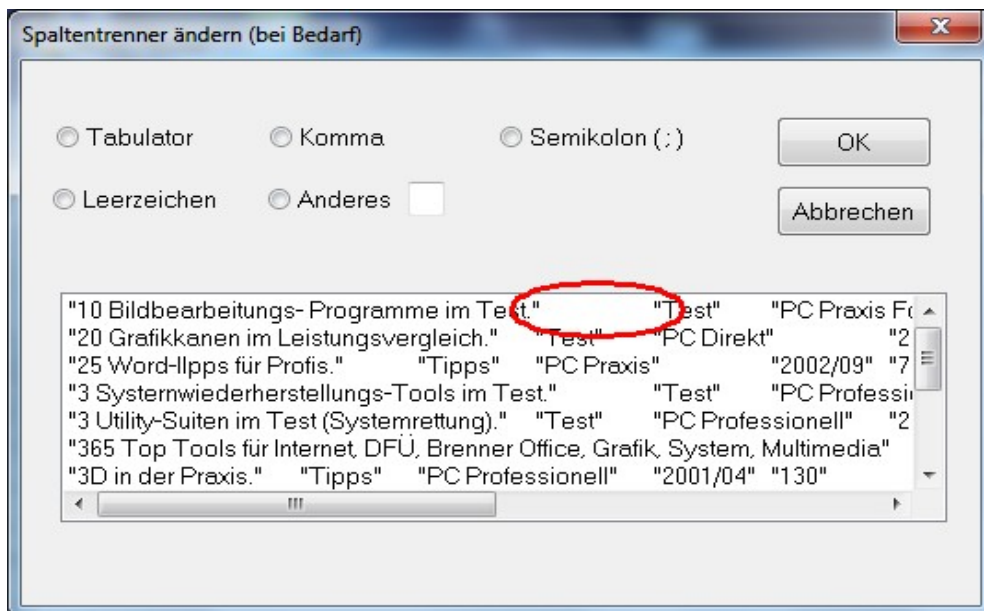 Spaltentrenner ändern (bei Bedarf)
Tabulator Komma Semikolon (;) OK
Leerzeichen Anderes Abbrechen
"10 Bildbearbeitungs- Programme im Test." "Test" "PC Praxis Fo
"20 Grafikkanen im Leistungsvergleich." "Test" "PC Direkt" "2
"25 Word-IIpps für Profis." "Tipps" "PC Praxis" "2002/09" "7
"3 Systemwiederherstellungs-Tools im Test." "Test" "PC Professi
"3 Utility-Suiten im Test (Systemrettung)." "Test" "PC Professionell" "2
"365 Top Tools für Internet, DFÜ, Brenner Office, Grafik, System, Multimedia"
"3D in der Praxis." "Tipps" "PC Professionell" "2001/04" "130"